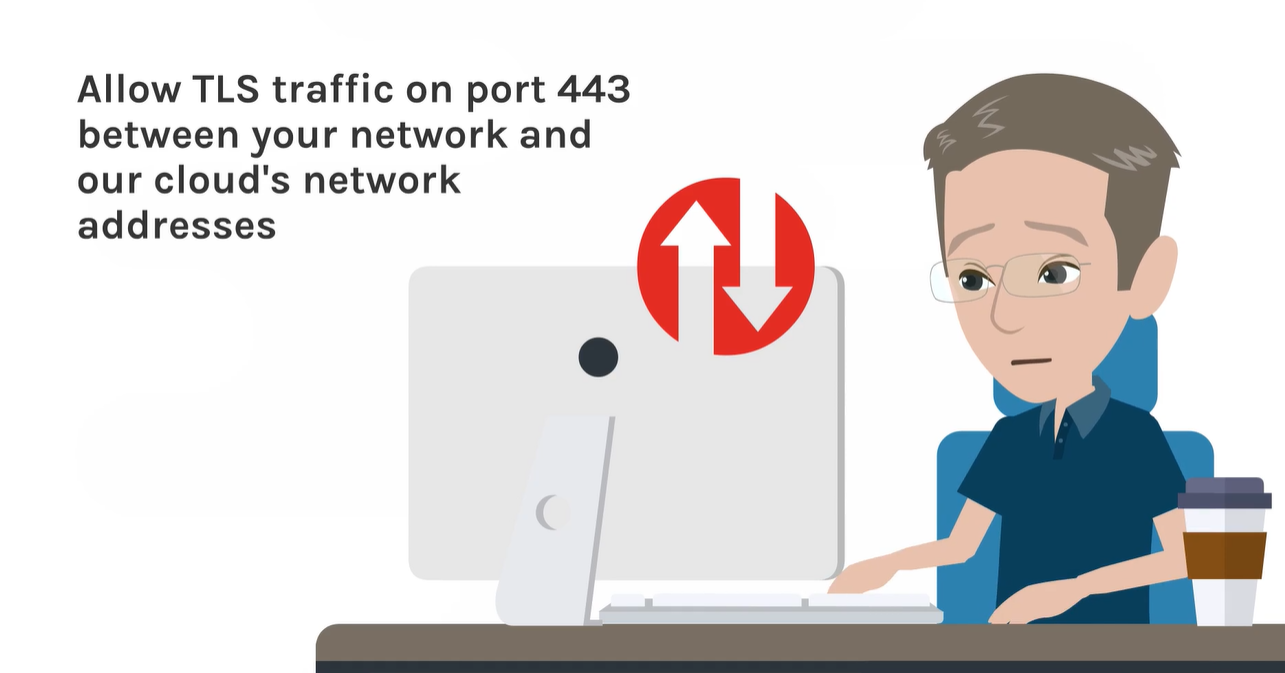 Allow TLS traffic on port 443
between your network and
our cloud's network
addresses